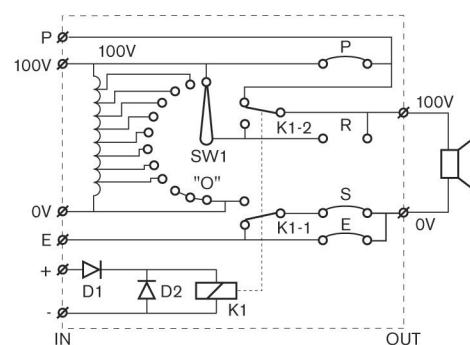 P
100V
100V
P
100V
K1-2
R
SW1
"O"
0V
S
0V
E
K1-1
E
+
D1
D2
K1
-
IN
OUT